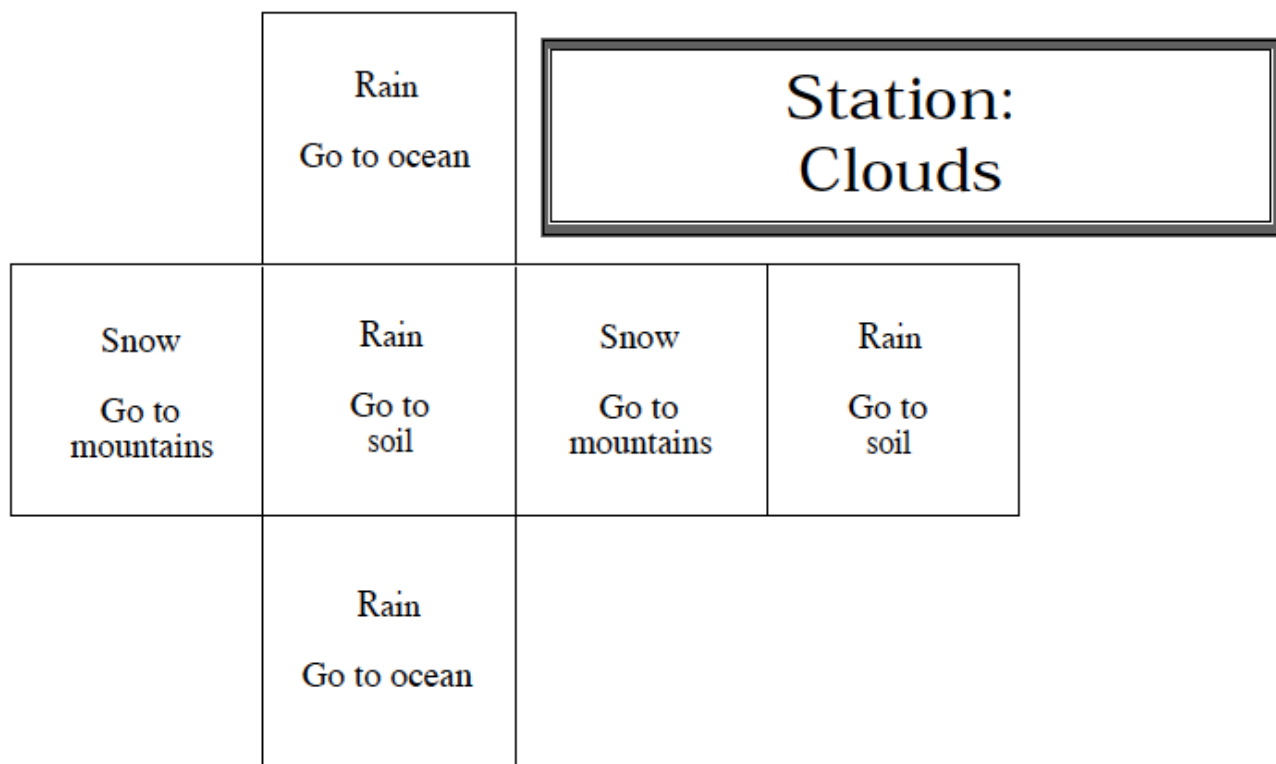 Rain
Go to ocean
Station:
Clouds
Snow
Go to
mountains
Rain
Go to
soil
Snow
Go to
mountains
Rain
Go to
soil
Rain
Go to ocean